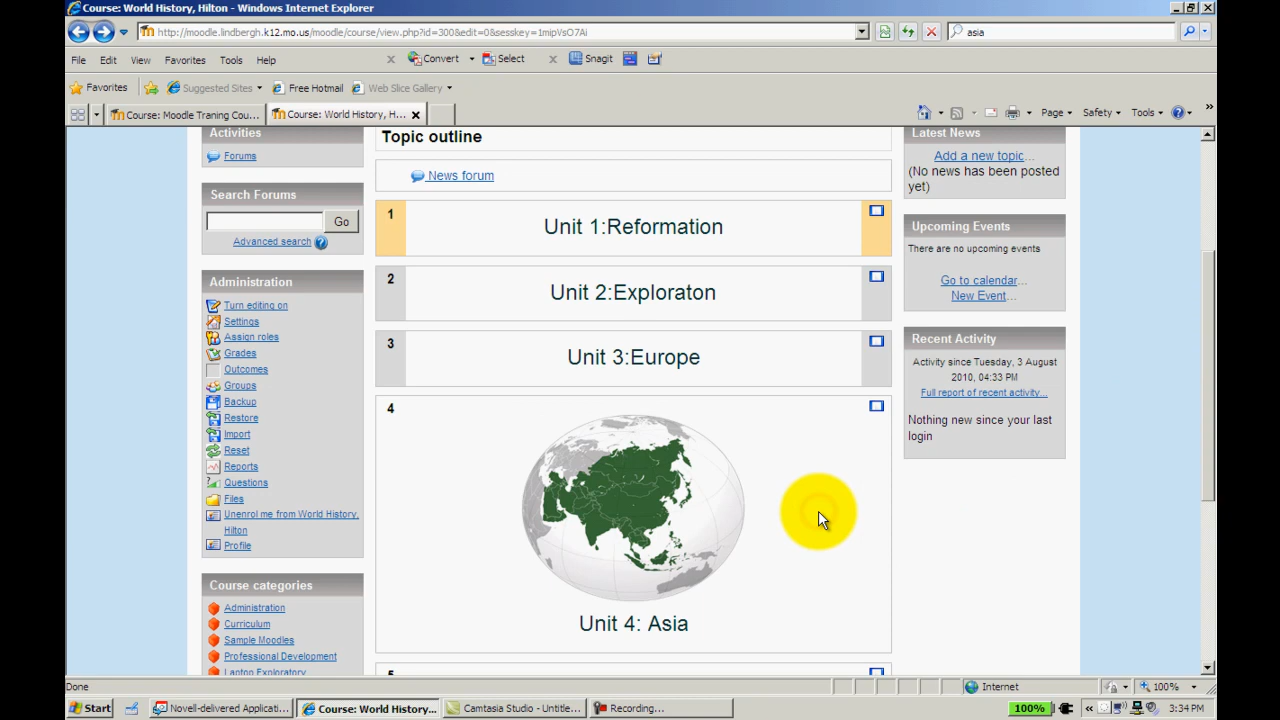 Course: World History, Hilton - Windows Internet Explorer
http://moodle.lindbergh.k12.mo.us/moodle/course/view.php?id=300&edit=0&sesskey=1mipVsO7Ai
asia
File Edit View Favorites Tools Help
Convert Select Snagit
Favorites Suggested Sites Free Hotmail Web Slice Gallery
Course: Moodle Traning Cou... Course: World History, H...
Page Safety Tools
Activities
Forums
Search Forums
Go
Advanced search
Administration
Turn editing on
Settings
Assign roles
Grades
Outcomes
Groups
Backup
Restore
Import
Reset
Reports
Questions
Files
Unenrol me from World History,
Hilton
Profile
Course categories
Administration
Curriculum
Sample Moodles
Professional Development
Laptop Exploratory
Topic outline
News forum
1
Unit 1:Reformation
2
Unit 2:Exploraton
3
Unit 3:Europe
4
Unit 4: Asia
5
Latest News
Add a new topic...
(No news has been posted
yet)
Upcoming Events
There are no upcoming events
Go to calendar...
New Event...
Recent Activity
Activity since Tuesday, 3 August
2010, 04:33 PM
Full report of recent activity...
Nothing new since your last
login
Done
Internet
100%
Start Novell-delivered Applicati... Course: World History... Camtasia Studio - Untitle... Recording... 100% 3:34 PM